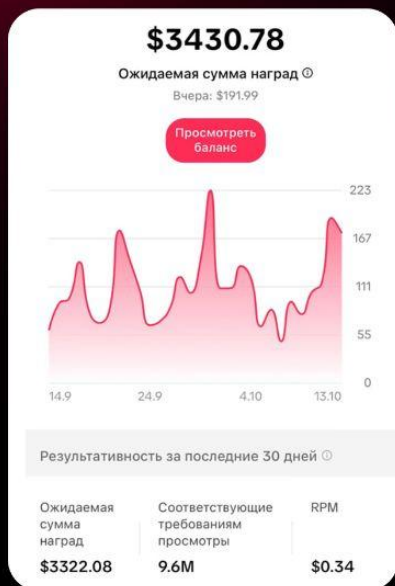 $3430.78
Ожидаемая сумма наград ⓘ
Вчера: $191.99
Просмотреть
баланс
223
167
111
55
0
14.9 24.9 4.10 13.10
Результативность за последние 30 дней ⓘ
Ожидаемая
сумма
наград
$3322.08
Соответствующие
требованиям
просмотры
9.6M
RPM
$0.34